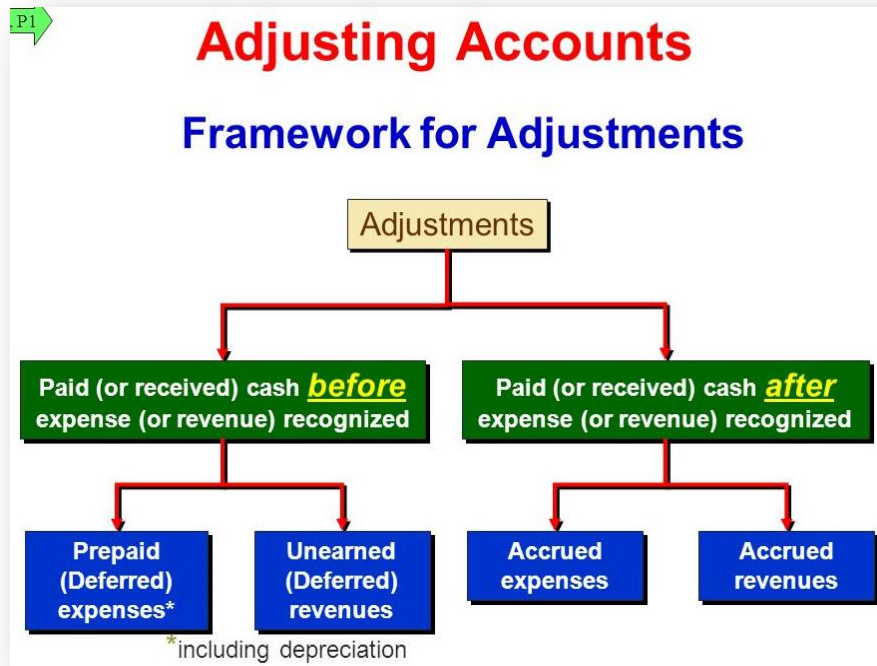 . P1
Adjusting Accounts
Framework for Adjustments
Adjustments
Paid (or received) cash before
expense (or revenue) recognized
Paid (or received) cash after
expense (or revenue) recognized
Prepaid
(Deferred)
expenses*
Unearned
(Deferred)
revenues
Accrued
expenses
Accrued
revenues
*including depreciation